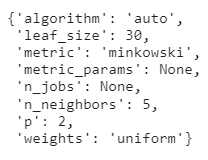 {'algorithm': 'auto',
'leaf_size': 30,
'metric': 'minkowski',
'metric_params': None,
'n_jobs': None,
'n_neighbors': 5,
'p': 2,
'weights': 'uniform'}